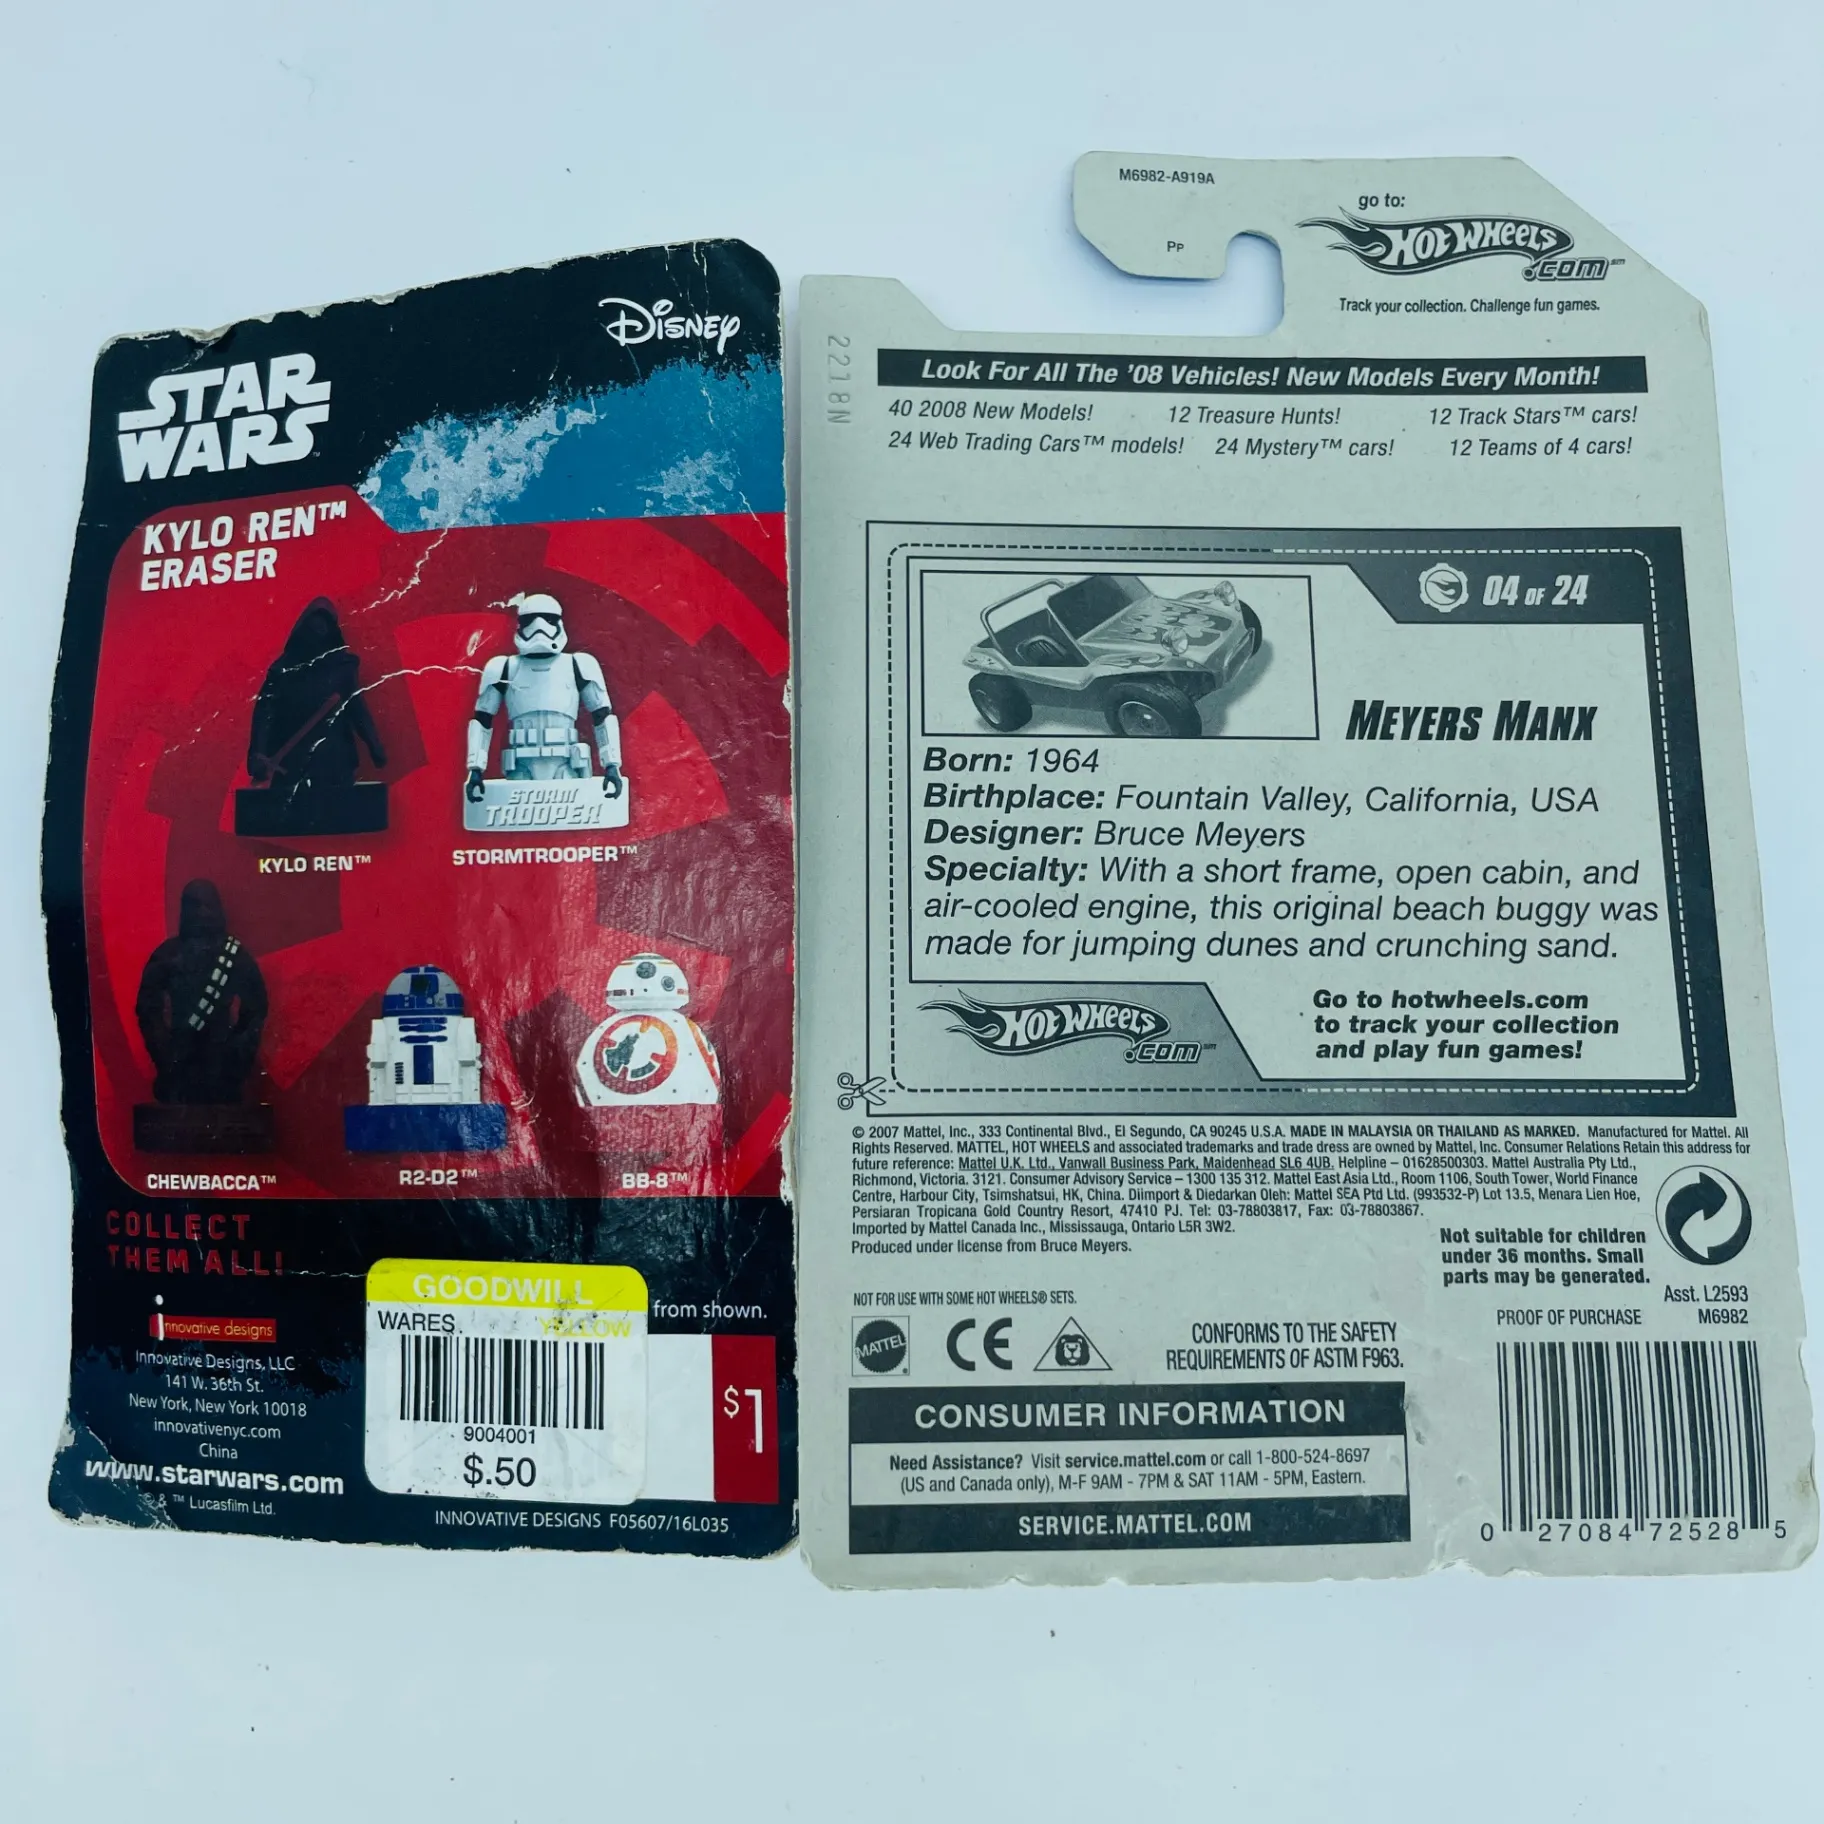 Disney
STAR
WARS
KYLO REN™
ERASER
STORM
TROOPER
KYLO REN™
STORMTROOPER™
CHEWBACCA™
R2-D2™
BB-8™
COLLECT
THEM ALL!
GOODWILL
WARES
YELLOW
9004001
$.50
from shown.
$1
innovative designs
Innovative Designs, LLC
141 W. 36th St.
New York, New York 10018
innovativenyc.com
China
www.starwars.com
© & ™ Lucasfilm Ltd.
INNOVATIVE DESIGNS F05607/16L035
M6982-A919A
PP
go to:
HOT WHEELS
.COM℠
Track your collection. Challenge fun games.
2218N
Look For All The '08 Vehicles! New Models Every Month!
40 2008 New Models! 12 Treasure Hunts! 12 Track Stars™ cars!
24 Web Trading Cars™ models! 24 Mystery™ cars! 12 Teams of 4 cars!
04 OF 24
MEYERS MANX
Born: 1964
Birthplace: Fountain Valley, California, USA
Designer: Bruce Meyers
Specialty: With a short frame, open cabin, and
air-cooled engine, this original beach buggy was
made for jumping dunes and crunching sand.
HOT WHEELS
.COM℠
Go to hotwheels.com
to track your collection
and play fun games!
© 2007 Mattel, Inc., 333 Continental Blvd., El Segundo, CA 90245 U.S.A. MADE IN MALAYSIA OR THAILAND AS MARKED. Manufactured for Mattel. All
Rights Reserved. MATTEL, HOT WHEELS and associated trademarks and trade dress are owned by Mattel, Inc. Consumer Relations Retain this address for
future reference: Mattel U.K. Ltd., Vanwall Business Park, Maidenhead SL6 4UB. Helpline – 01628500303. Mattel Australia Pty Ltd.,
Richmond, Victoria. 3121. Consumer Advisory Service – 1300 135 312. Mattel East Asia Ltd., Room 1106, South Tower, World Finance
Centre, Harbour City, Tsimshatsui, HK, China. Diimport & Diedarkan Oleh: Mattel SEA Ptd Ltd. (993532-P) Lot 13.5, Menara Lien Hoe,
Persiaran Tropicana Gold Country Resort, 47410 PJ. Tel: 03-78803817, Fax: 03-78803867.
Imported by Mattel Canada Inc., Mississauga, Ontario L5R 3W2.
Produced under license from Bruce Meyers.
Not suitable for children
under 36 months. Small
parts may be generated.
NOT FOR USE WITH SOME HOT WHEELS® SETS.
Asst. L2593
PROOF OF PURCHASE M6982
MATTEL
CE
CONFORMS TO THE SAFETY
REQUIREMENTS OF ASTM F963.
CONSUMER INFORMATION
Need Assistance? Visit service.mattel.com or call 1-800-524-8697
(US and Canada only), M-F 9AM - 7PM & SAT 11AM - 5PM, Eastern.
SERVICE.MATTEL.COM
0 27084 72528 5